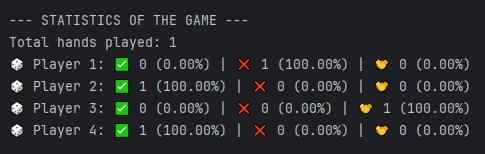 --- STATISTICS OF THE GAME ---
Total hands played: 1
🎲 Player 1: ✅ 0 (0.00%) | ❌ 1 (100.00%) | 🤝 0 (0.00%)
🎲 Player 2: ✅ 1 (100.00%) | ❌ 0 (0.00%) | 🤝 0 (0.00%)
🎲 Player 3: ✅ 0 (0.00%) | ❌ 0 (0.00%) | 🤝 1 (100.00%)
🎲 Player 4: ✅ 1 (100.00%) | ❌ 0 (0.00%) | 🤝 0 (0.00%)